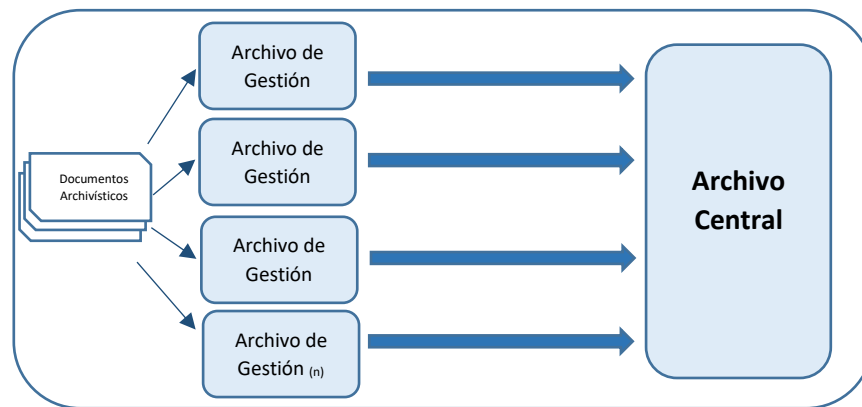 Documentos
Archivísticos
Archivo de
Gestión
Archivo de
Gestión
Archivo de
Gestión
Archivo de
Gestión (n)
Archivo
Central